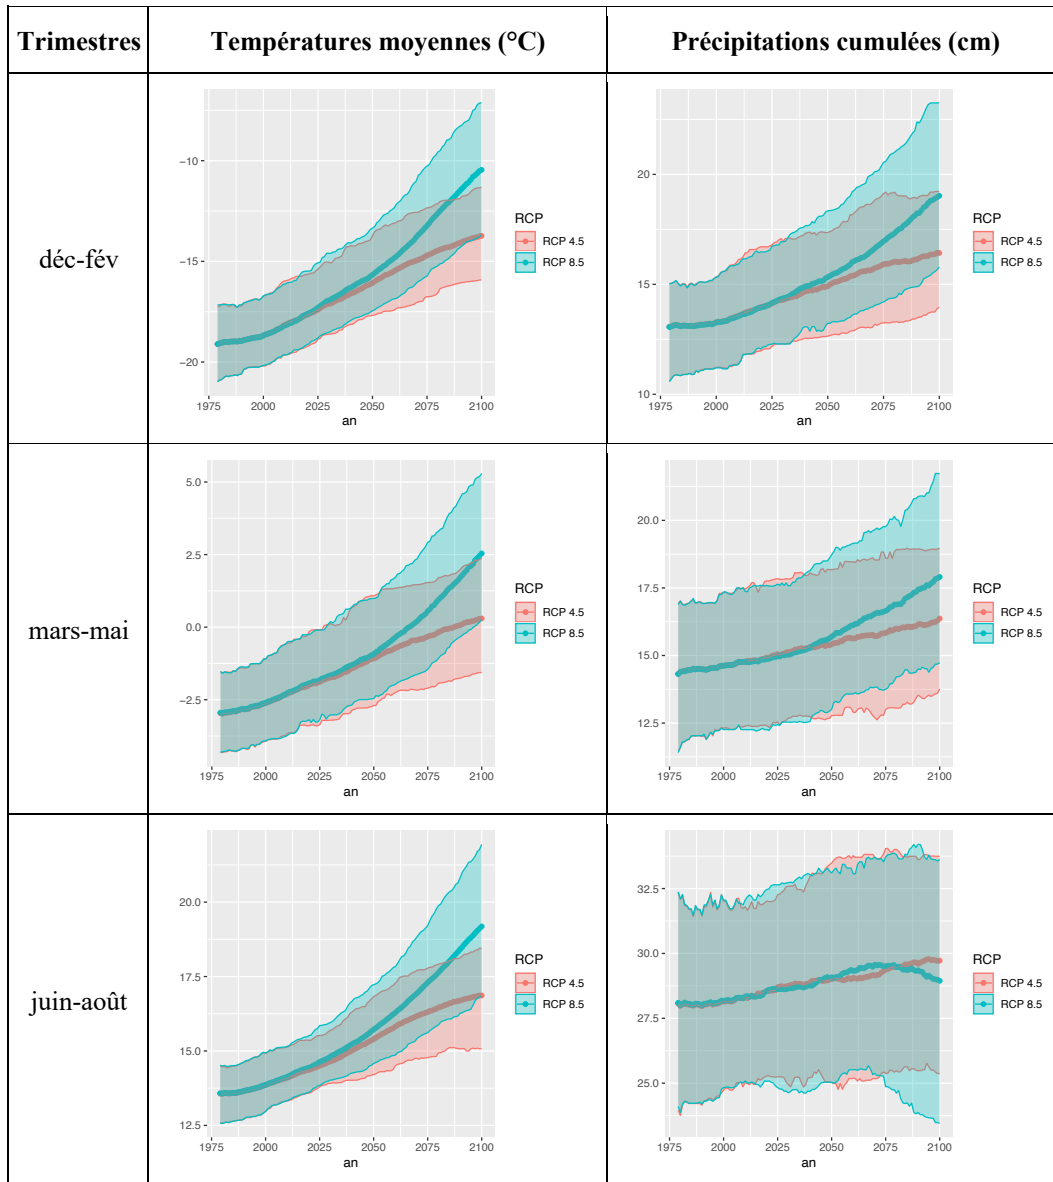 Trimestres Températures moyennes (°C) Précipitations cumulées (cm)
déc-fév
−10
−15
−20
1975 2000 2025 2050 2075 2100
an
RCP
RCP 4.5
RCP 8.5
20
15
10
1975 2000 2025 2050 2075 2100
an
RCP
RCP 4.5
RCP 8.5
mars-mai
5.0
2.5
0.0
−2.5
1975 2000 2025 2050 2075 2100
an
RCP
RCP 4.5
RCP 8.5
20.0
17.5
15.0
12.5
1975 2000 2025 2050 2075 2100
an
RCP
RCP 4.5
RCP 8.5
juin-août
20.0
17.5
15.0
12.5
1975 2000 2025 2050 2075 2100
an
RCP
RCP 4.5
RCP 8.5
32.5
30.0
27.5
25.0
1975 2000 2025 2050 2075 2100
an
RCP
RCP 4.5
RCP 8.5